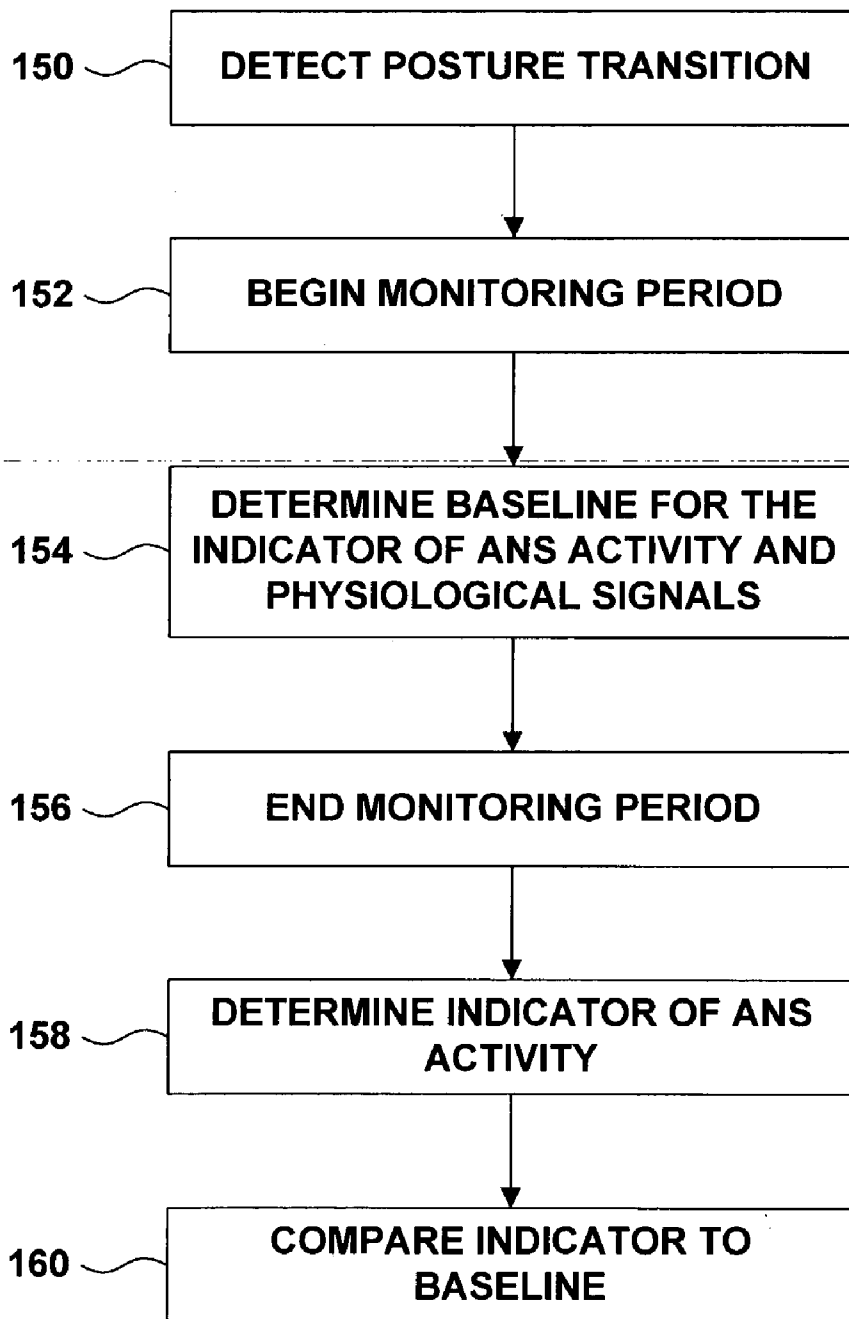 150
DETECT POSTURE TRANSITION
152
BEGIN MONITORING PERIOD
154
DETERMINE BASELINE FOR THE
INDICATOR OF ANS ACTIVITY AND
PHYSIOLOGICAL SIGNALS
156
END MONITORING PERIOD
158
DETERMINE INDICATOR OF ANS
ACTIVITY
160
COMPARE INDICATOR TO
BASELINE